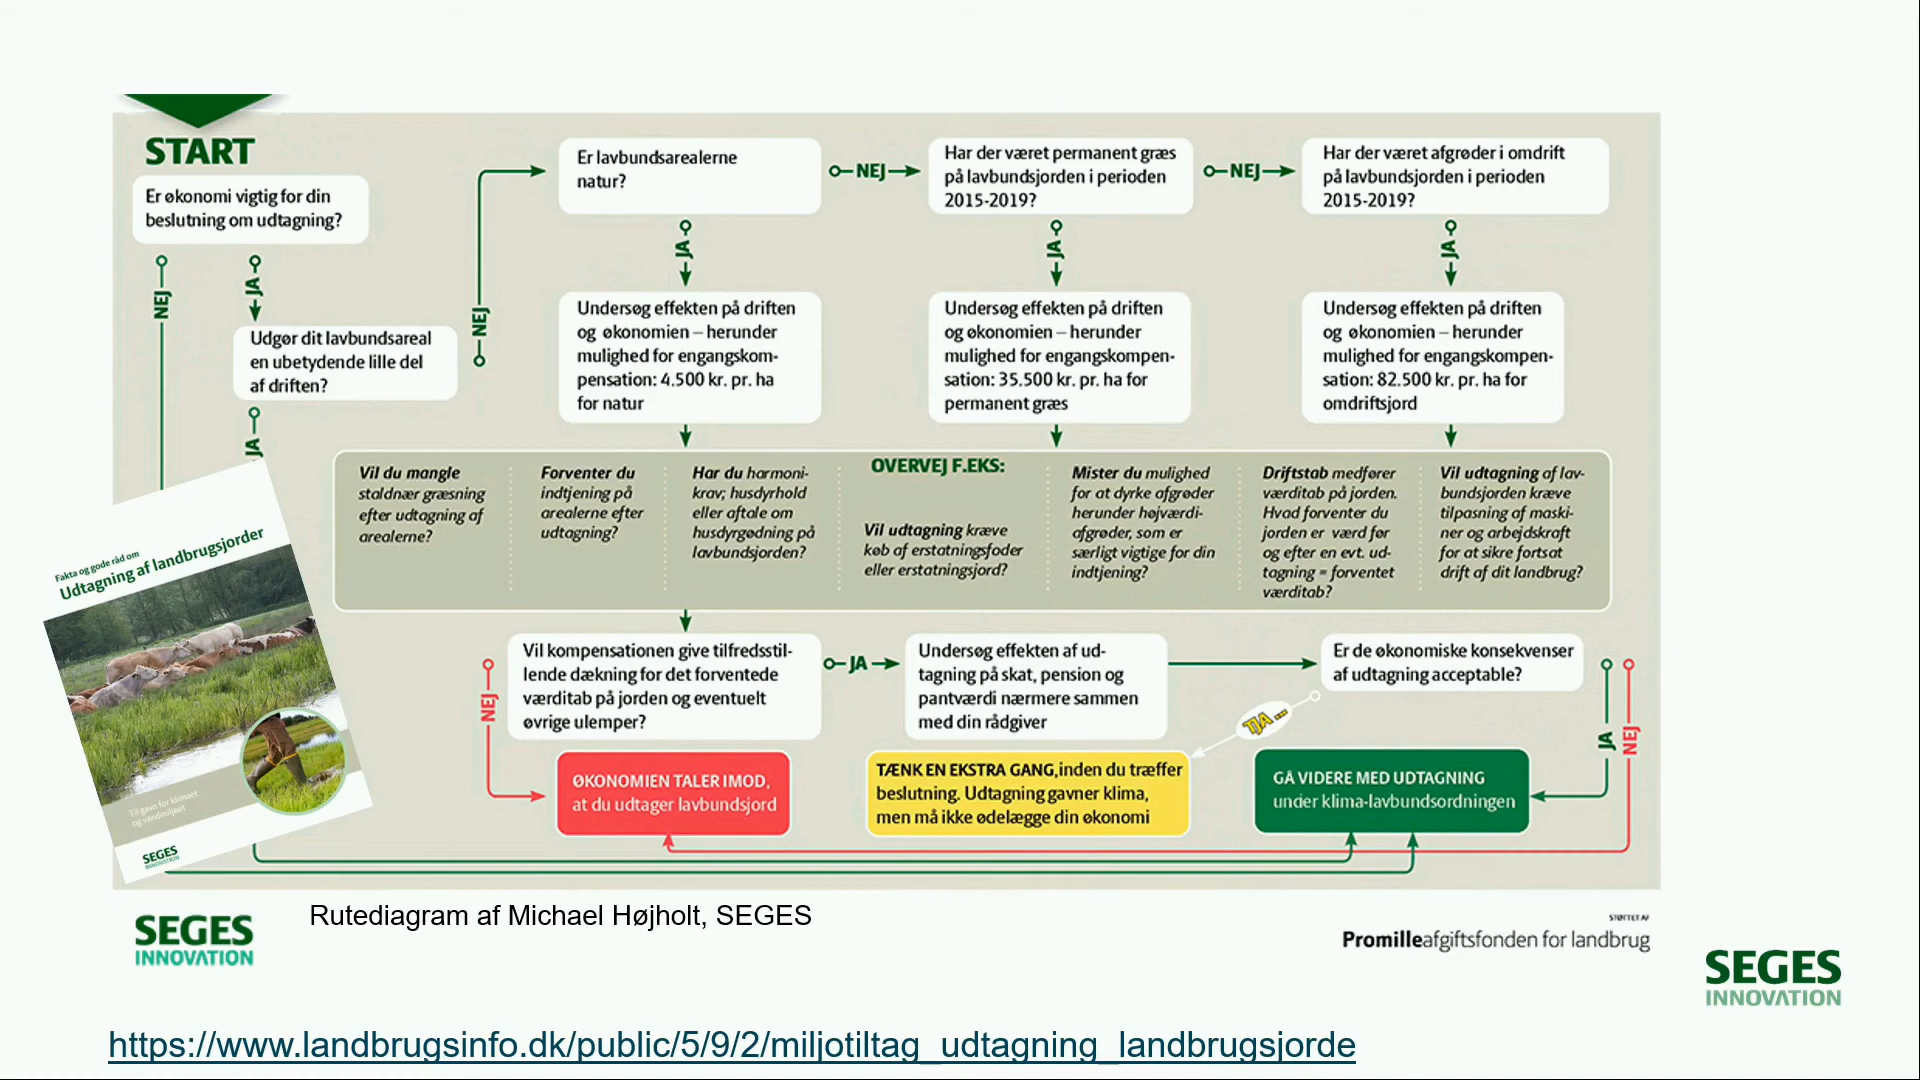 START
Er økonomi vigtig for din
beslutning om udtagning?
NEJ
JA
Udgør dit lavbundsareal
en ubetydende lille del
af driften?
JA
NEJ
Er lavbundsarealerne
natur?
NEJ
Har der været permanent græs
på lavbundsjorden i perioden
2015-2019?
NEJ
Har der været afgrøder i omdrift
på lavbundsjorden i perioden
2015-2019?
JA
JA
JA
Undersøg effekten på driften
og økonomien – herunder
mulighed for engangskom-
pensation: 4.500 kr. pr. ha
for natur
Undersøg effekten på driften
og økonomien – herunder
mulighed for engangskompen-
sation: 35.500 kr. pr. ha for
permanent græs
Undersøg effekten på driften
og økonomien – herunder
mulighed for engangskompen-
sation: 82.500 kr. pr. ha for
omdriftsjord
OVERVEJ F.EKS:
Vil du mangle
staldnær græsning
efter udtagning af
arealerne?
Forventer du
indtjening på
arealerne efter
udtagning?
Har du harmoni-
krav; husdyrhold
eller aftale om
husdyrgødning på
lavbundsjorden?
Vil udtagning kræve
køb af erstatningsfoder
eller erstatningsjord?
Mister du mulighed
for at dyrke afgrøder
herunder højværdi-
afgrøder, som er
særligt vigtige for din
indtjening?
Driftstab medfører
værditab på jorden.
Hvad forventer du
jorden er værd før
og efter en evt. ud-
tagning = forventet
værditab?
Vil udtagning af lav-
bundsjorden kræve
tilpasning af maski-
ner og arbejdskraft
for at sikre fortsat
drift af dit landbrug?
Vil kompensationen give tilfredsstil-
lende dækning for det forventede
værditab på jorden og eventuelt
øvrige ulemper?
NEJ
JA
Undersøg effekten af ud-
tagning på skat, pension og
pantværdi nærmere sammen
med din rådgiver
Er de økonomiske konsekvenser
af udtagning acceptable?
TJA ...
JA
NEJ
ØKONOMIEN TALER IMOD,
at du udtager lavbundsjord
TÆNK EN EKSTRA GANG,inden du træffer
beslutning. Udtagning gavner klima,
men må ikke ødelægge din økonomi
GÅ VIDERE MED UDTAGNING
under klima-lavbundsordningen
Fakta og gode råd om
Udtagning af landbrugsjorder
Til gavn for klimaet
og vandmiljøet
SEGES
INNOVATION
SEGES
INNOVATION
Rutediagram af Michael Højholt, SEGES
STØTTET AF
Promilleafgiftsfonden for landbrug
SEGES
INNOVATION
https://www.landbrugsinfo.dk/public/5/9/2/miljotiltag_udtagning_landbrugsjorde